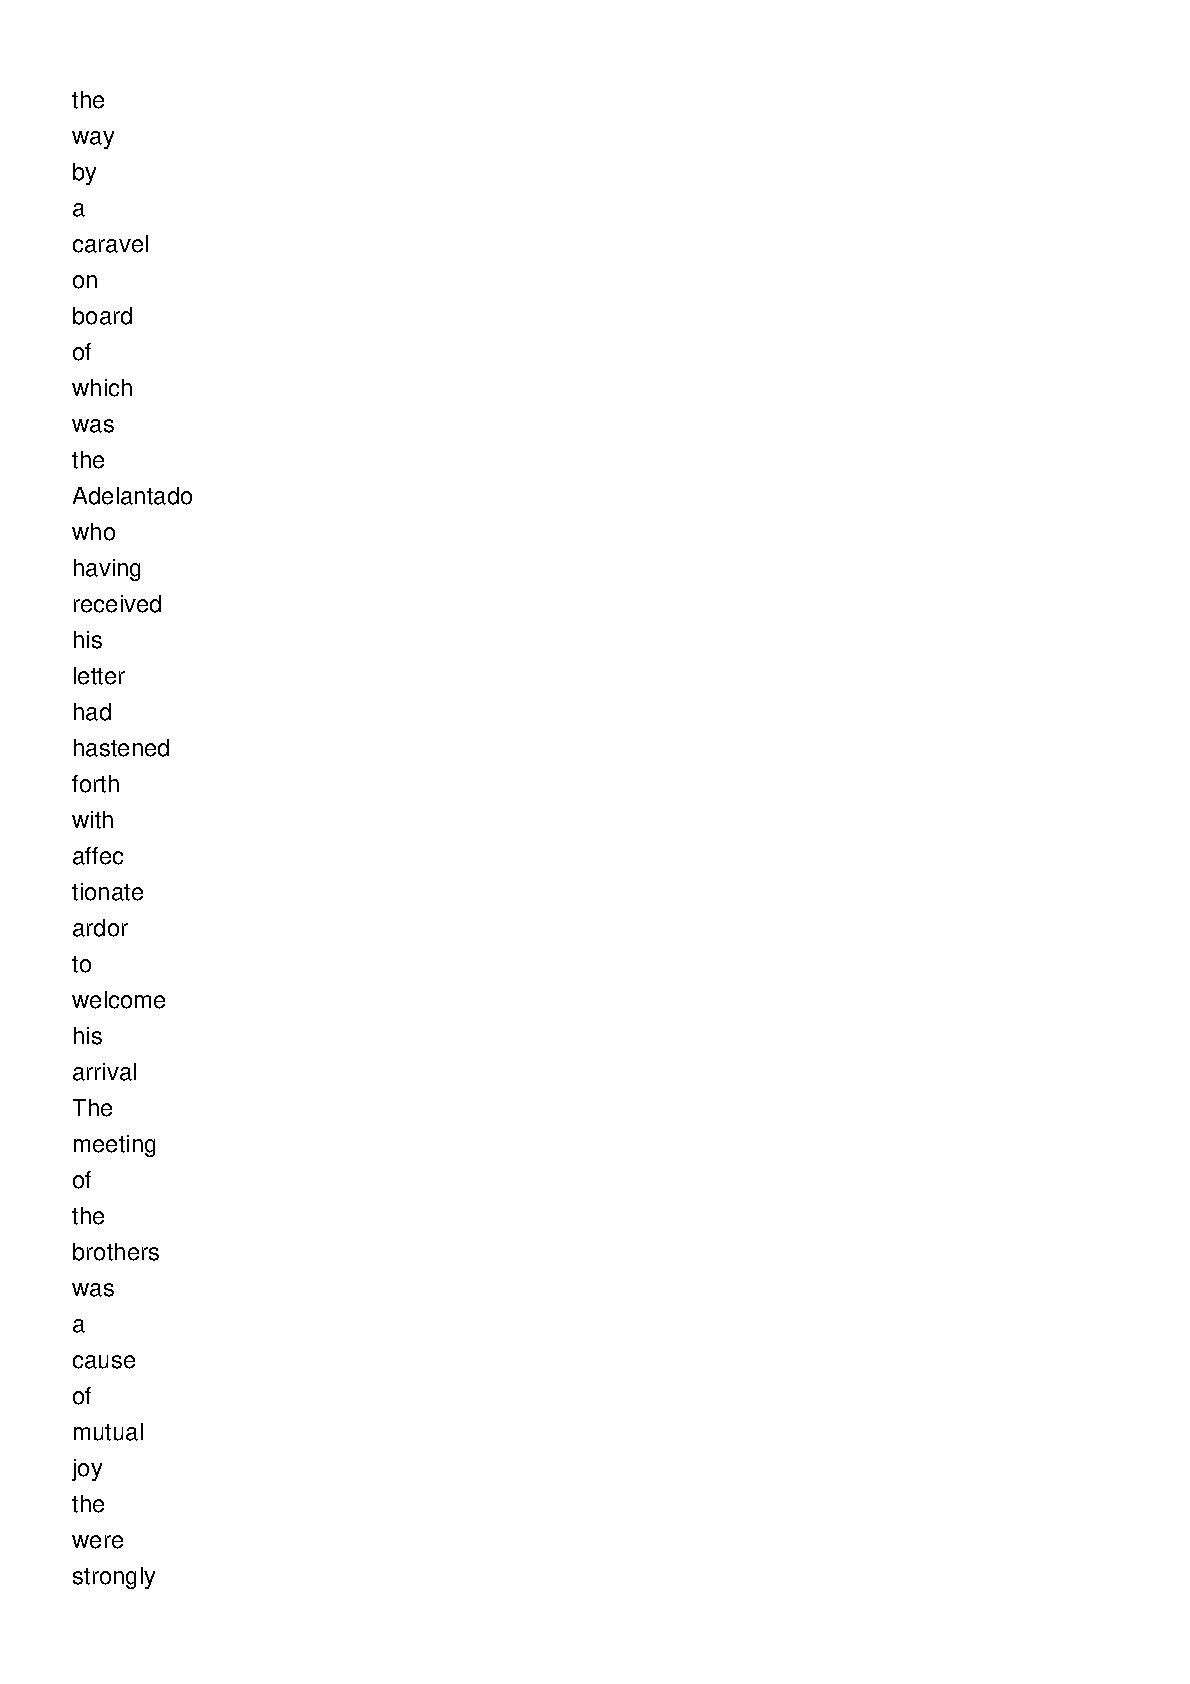 the
way
by
a
caravel
on
board
of
which
was
the
Adelantado
who
having
received
his
letter
had
hastened
forth
with
affec
tionate
ardor
to
welcome
his
arrival
The
meeting
of
the
brothers
was
a
cause
of
mutual
joy
the
were
strongly